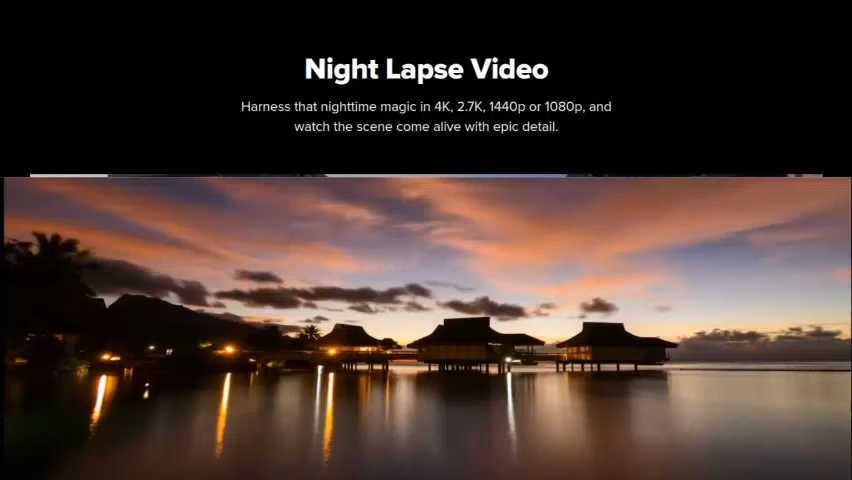 Night Lapse Video
Harness that nighttime magic in 4K, 2.7K, 1440p or 1080p, and
watch the scene come alive with epic detail.